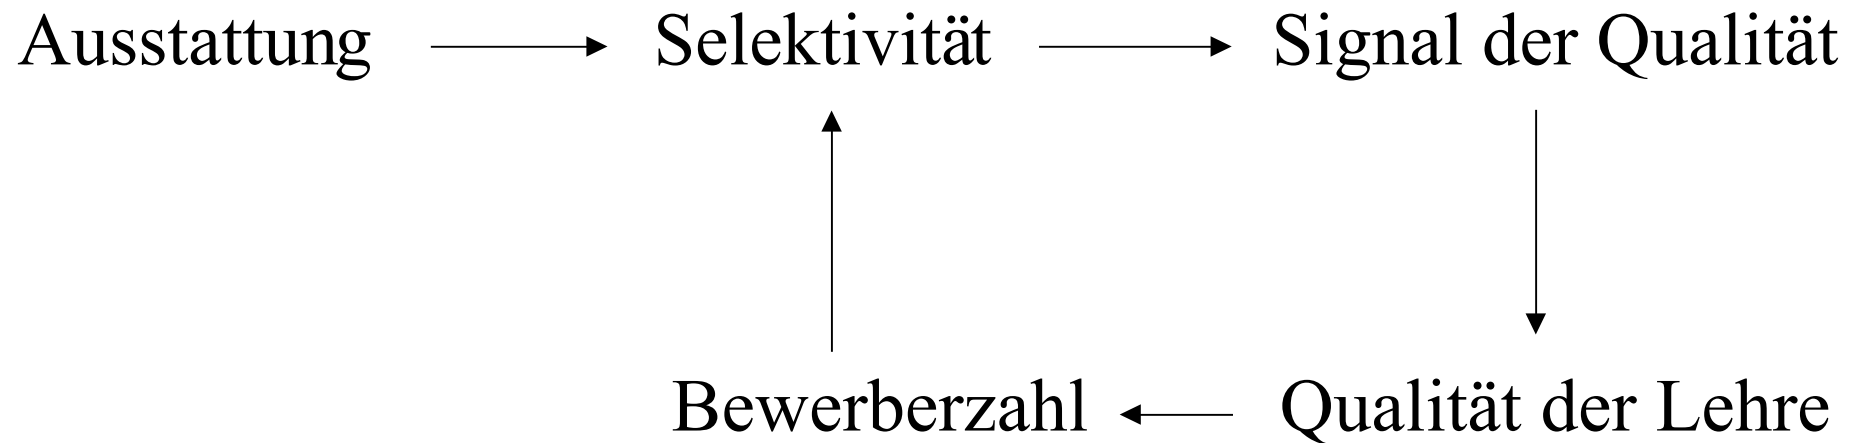 Ausstattung Selektivität Signal der Qualität
Bewerberzahl Qualität der Lehre